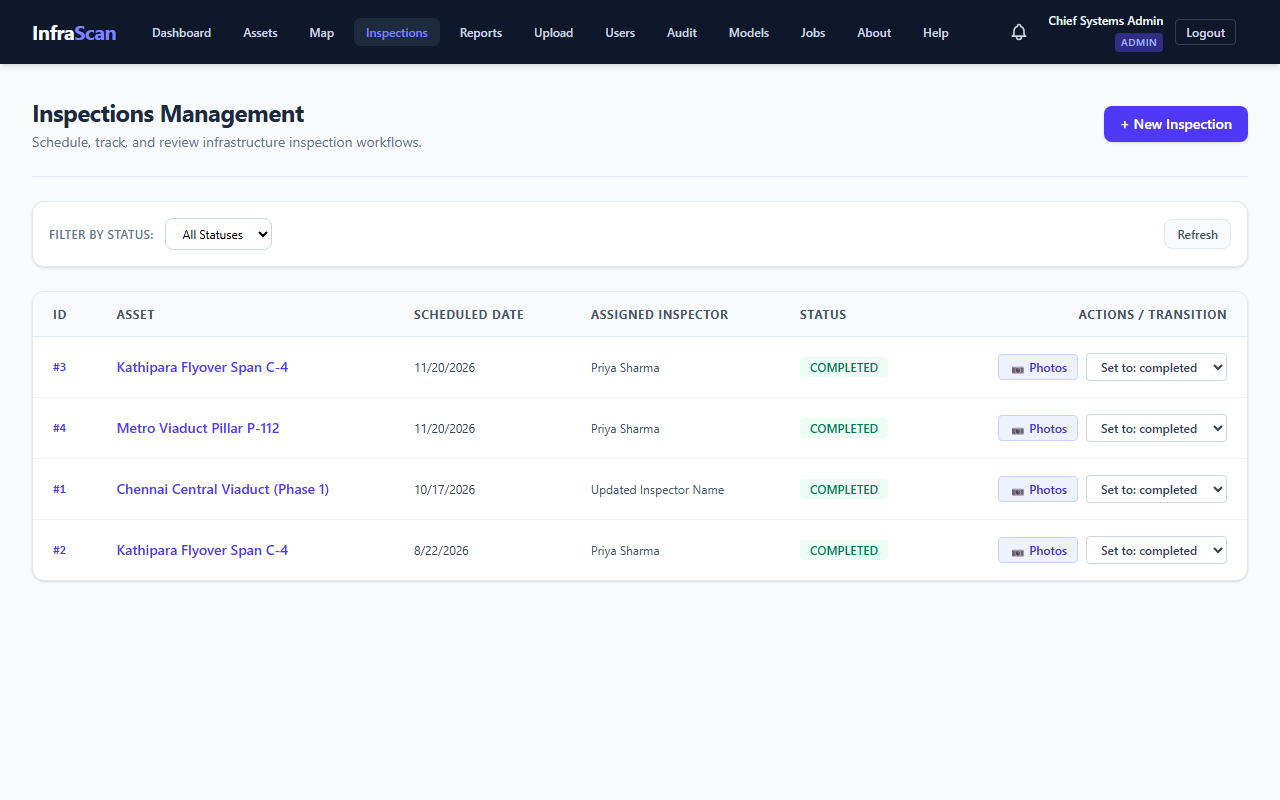 InfraScan Dashboard Assets Map Inspections Reports Upload Users Audit Models Jobs About Help Chief Systems Admin ADMIN Logout
Inspections Management
+ New Inspection
Schedule, track, and review infrastructure inspection workflows.
FILTER BY STATUS: All Statuses Refresh
ID ASSET SCHEDULED DATE ASSIGNED INSPECTOR STATUS ACTIONS / TRANSITION
#3 Kathipara Flyover Span C-4 11/20/2026 Priya Sharma COMPLETED Photos Set to: completed
#4 Metro Viaduct Pillar P-112 11/20/2026 Priya Sharma COMPLETED Photos Set to: completed
#1 Chennai Central Viaduct (Phase 1) 10/17/2026 Updated Inspector Name COMPLETED Photos Set to: completed
#2 Kathipara Flyover Span C-4 8/22/2026 Priya Sharma COMPLETED Photos Set to: completed